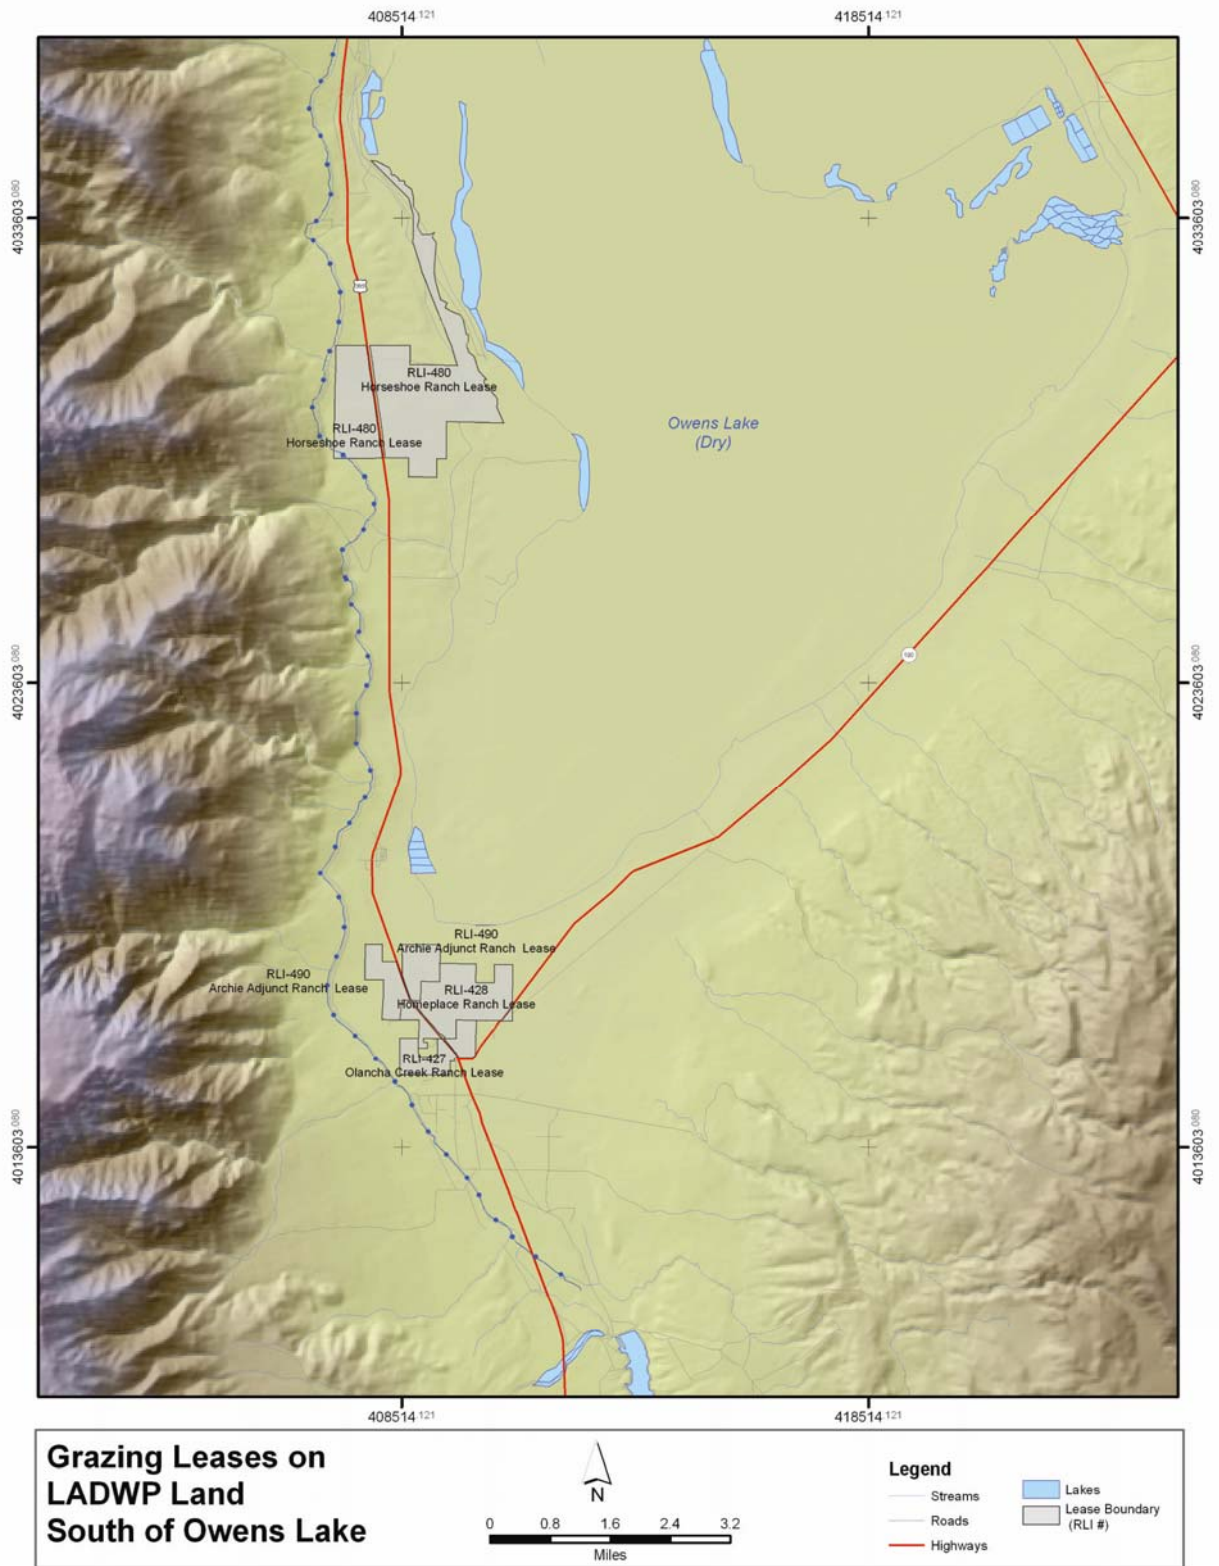 408514.121
418514.121
4033603.080
4033603.080
395
RLI-480
Horseshoe Ranch Lease
RLI-480
Horseshoe Ranch Lease
Owens Lake
(Dry)
190
4023603.080
4023603.080
RLI-490
Archie Adjunct Ranch Lease
RLI-490
Archie Adjunct Ranch Lease
RLI-428
Homeplace Ranch Lease
RLI-427
Olancha Creek Ranch Lease
4013603.080
4013603.080
408514.121
418514.121
Grazing Leases on
LADWP Land
South of Owens Lake
N
0 0.8 1.6 2.4 3.2
Miles
Legend
Streams
Roads
Highways
Lakes
Lease Boundary
(RLI #)